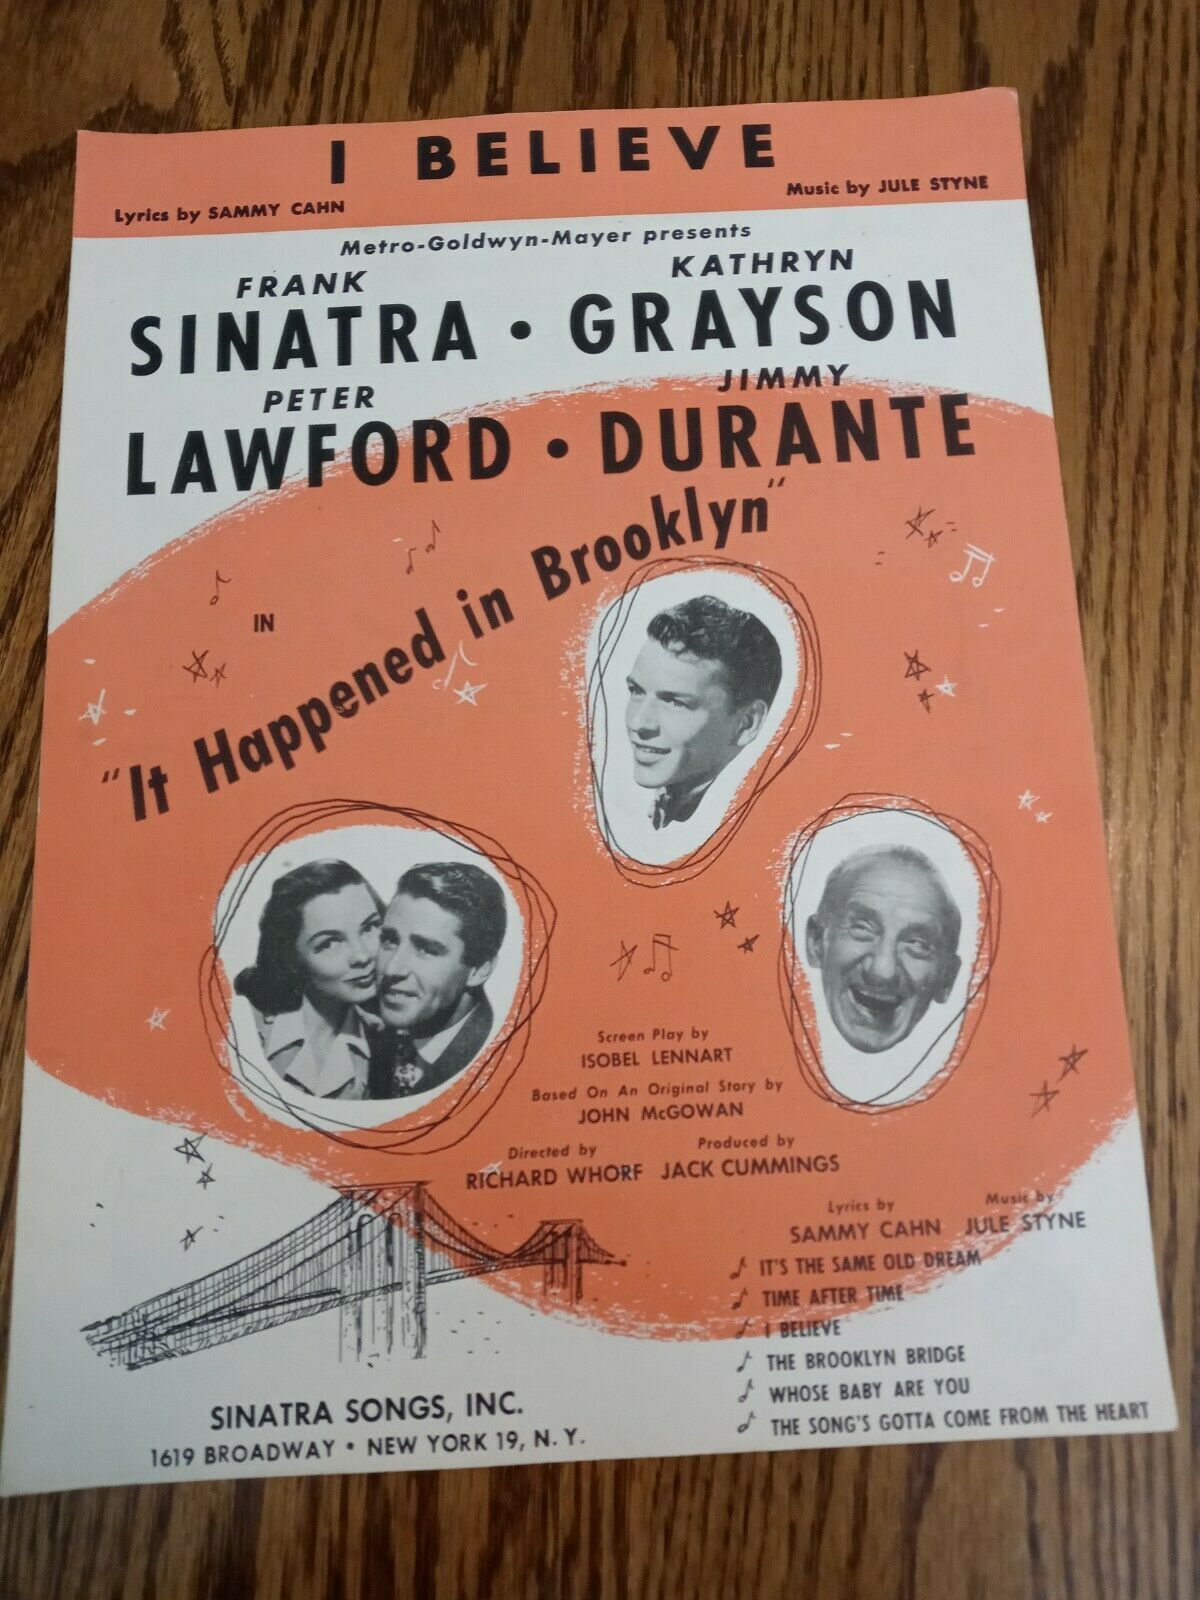 I BELIEVE
Lyrics by SAMMY CAHN
Music by JULE STYNE
Metro-Goldwyn-Mayer presents
FRANK KATHRYN
SINATRA • GRAYSON
PETER JIMMY
LAWFORD • DURANTE
IN
"It Happened in Brooklyn"
Screen Play by
ISOBEL LENNART
Based On An Original Story by
JOHN McGOWAN
Directed by Produced by
RICHARD WHORF JACK CUMMINGS
Lyrics by Music by
SAMMY CAHN JULE STYNE
IT'S THE SAME OLD DREAM
TIME AFTER TIME
I BELIEVE
THE BROOKLYN BRIDGE
WHOSE BABY ARE YOU
THE SONG'S GOTTA COME FROM THE HEART
SINATRA SONGS, INC.
1619 BROADWAY • NEW YORK 19, N. Y.